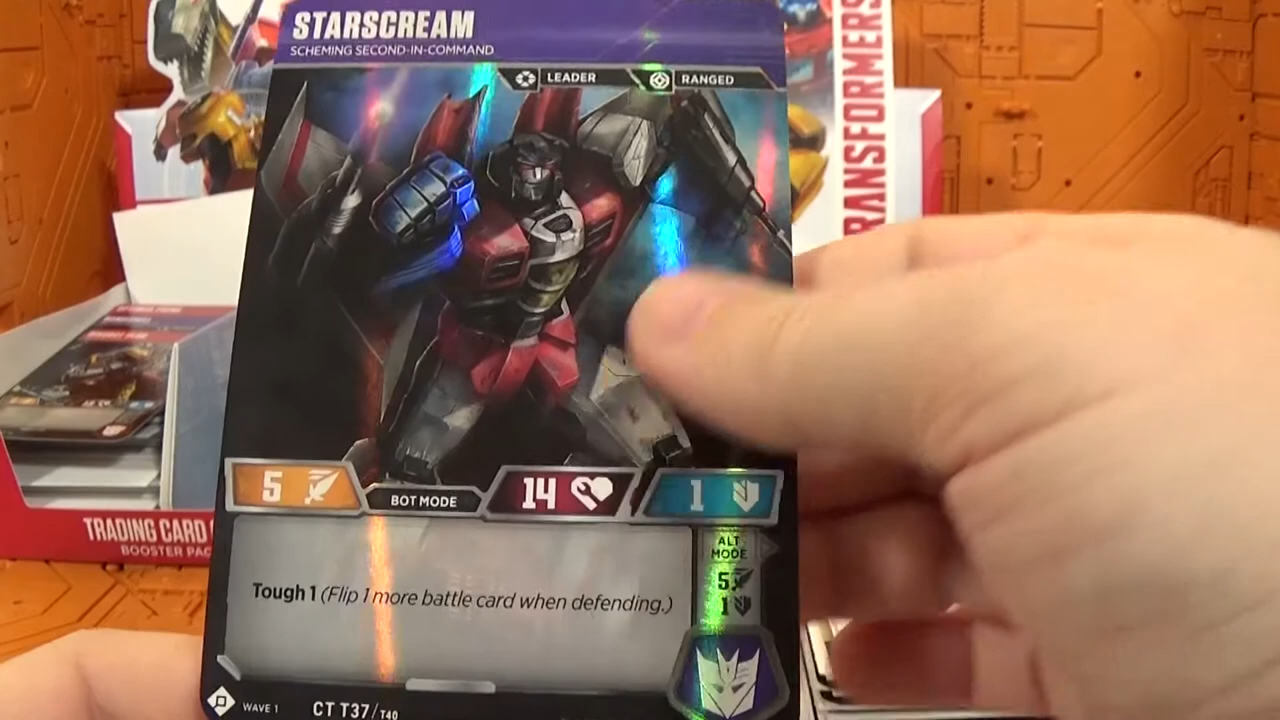 STARSCREAM
SCHEMING SECOND-IN-COMMAND
LEADER
RANGED
TRANSFORMERS
5
BOT MODE
14
1
TRADING CARD
BOOSTER PAC
Tough 1 (Flip 1 more battle card when defending.)
ALT
MODE
5
1
WAVE 1
CT T37/T40